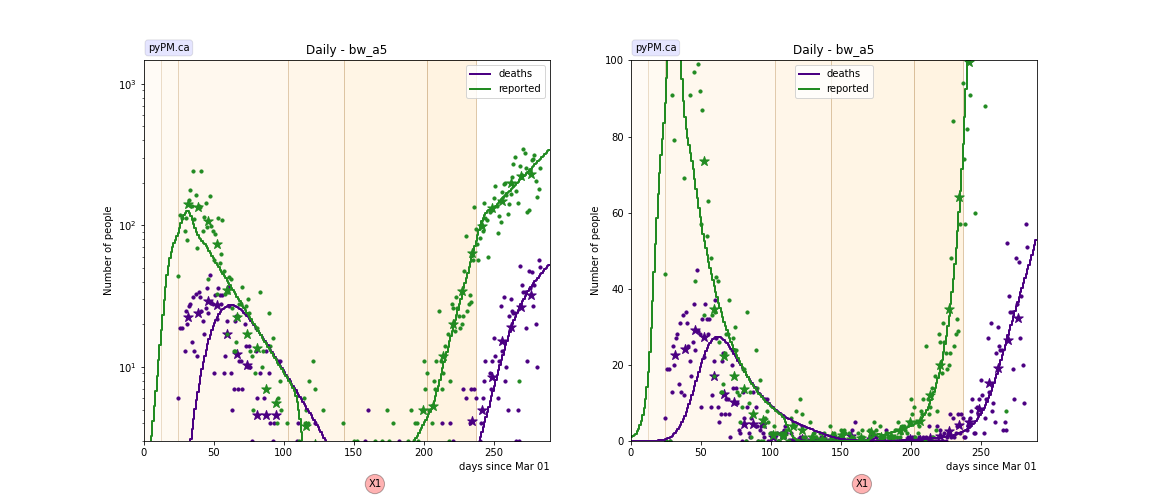 pyPM.ca
Daily - bw_a5
deaths
reported
Number of people
10³
10²
10¹
0
50
100
150
200
250
days since Mar 01
X1
pyPM.ca
Daily - bw_a5
deaths
reported
Number of people
100
80
60
40
20
0
0
50
100
150
200
250
days since Mar 01
X1